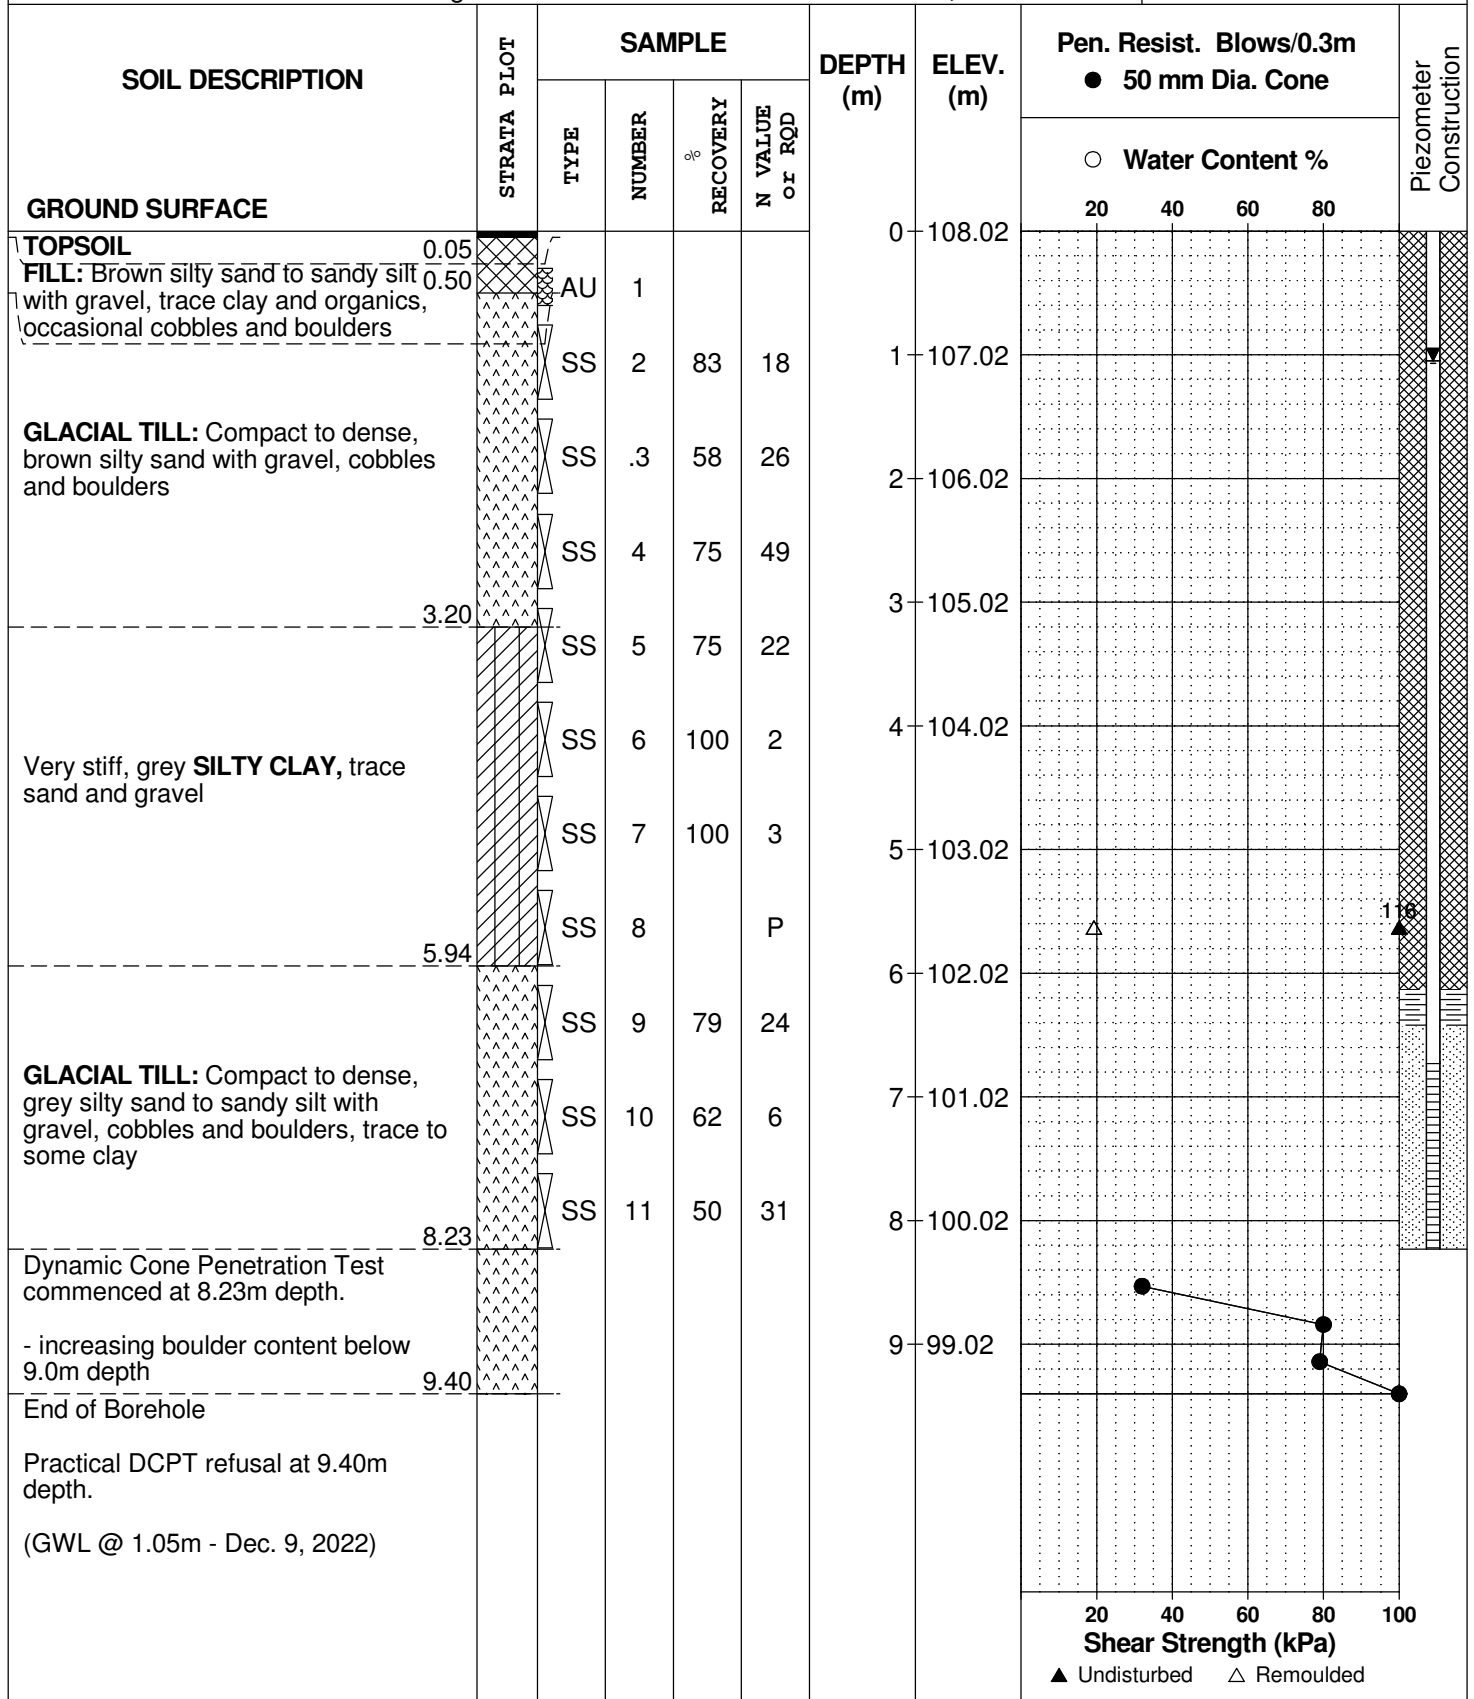 SOIL DESCRIPTION
GROUND SURFACE
STRATA PLOT
SAMPLE
TYPE
NUMBER
% RECOVERY
N VALUE or RQD
DEPTH (m)
ELEV. (m)
Pen. Resist. Blows/0.3m
● 50 mm Dia. Cone
○ Water Content %
20 40 60 80
Piezometer Construction
TOPSOIL 0.05
FILL: Brown silty sand to sandy silt 0.50
with gravel, trace clay and organics,
occasional cobbles and boulders
GLACIAL TILL: Compact to dense,
brown silty sand with gravel, cobbles
and boulders
3.20
Very stiff, grey SILTY CLAY, trace
sand and gravel
5.94
GLACIAL TILL: Compact to dense,
grey silty sand to sandy silt with
gravel, cobbles and boulders, trace to
some clay
8.23
Dynamic Cone Penetration Test
commenced at 8.23m depth.
- increasing boulder content below
9.0m depth
9.40
End of Borehole
Practical DCPT refusal at 9.40m
depth.
(GWL @ 1.05m - Dec. 9, 2022)
AU 1
SS 2 83 18
SS .3 58 26
SS 4 75 49
SS 5 75 22
SS 6 100 2
SS 7 100 3
SS 8 P
SS 9 79 24
SS 10 62 6
SS 11 50 31
0 108.02
1 107.02
2 106.02
3 105.02
4 104.02
5 103.02
6 102.02
7 101.02
8 100.02
9 99.02
116
20 40 60 80 100
Shear Strength (kPa)
▲ Undisturbed △ Remoulded